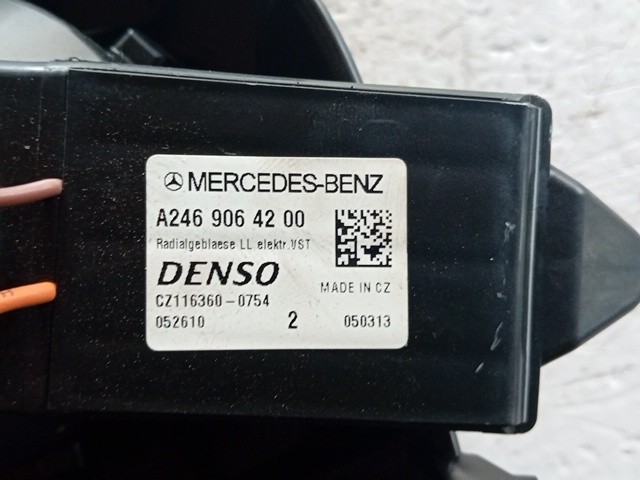 MERCEDES-BENZ
A246 906 42 00
Radialgeblaese LL elektr.VST
DENSO
MADE IN CZ
CZ116360-0754
052610 2 050313